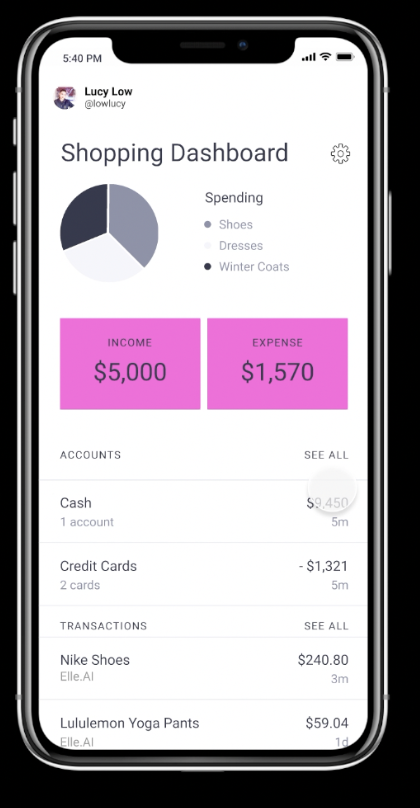 5:40 PM
Lucy Low
@lowlucy
Shopping Dashboard
Spending
Shoes
Dresses
Winter Coats
INCOME
$5,000
EXPENSE
$1,570
ACCOUNTS
SEE ALL
Cash
$9,450
1 account
5m
Credit Cards
- $1,321
2 cards
5m
TRANSACTIONS
SEE ALL
Nike Shoes
$240.80
Elle.AI
3m
Lululemon Yoga Pants
$59.04
Elle.AI
1d